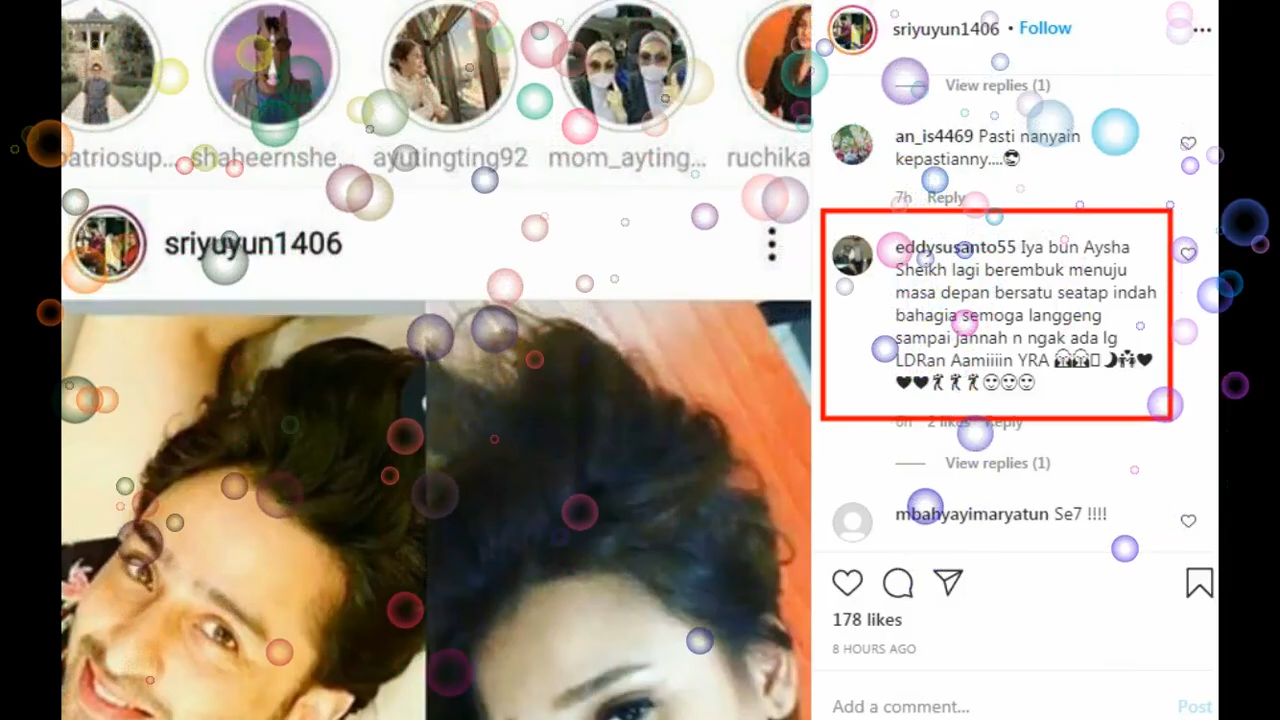 patriosup...
shaheernshe...
ayutingting92
mom_ayting...
ruchika
sriyuyun1406
sriyuyun1406 • Follow
View replies (1)
an_is4469 Pasti nanyain
kepastianny....😎
7h Reply
eddysusanto55 Iya bun Aysha
Sheikh lagi berembuk menuju
masa depan bersatu seatap indah
bahagia semoga langgeng
sampai jannah n ngak ada lg
LDRan Aamiiiin YRA
6h 2 likes Reply
View replies (1)
mbahyayimaryatun Se7 !!!!
178 likes
8 HOURS AGO
Add a comment... Post